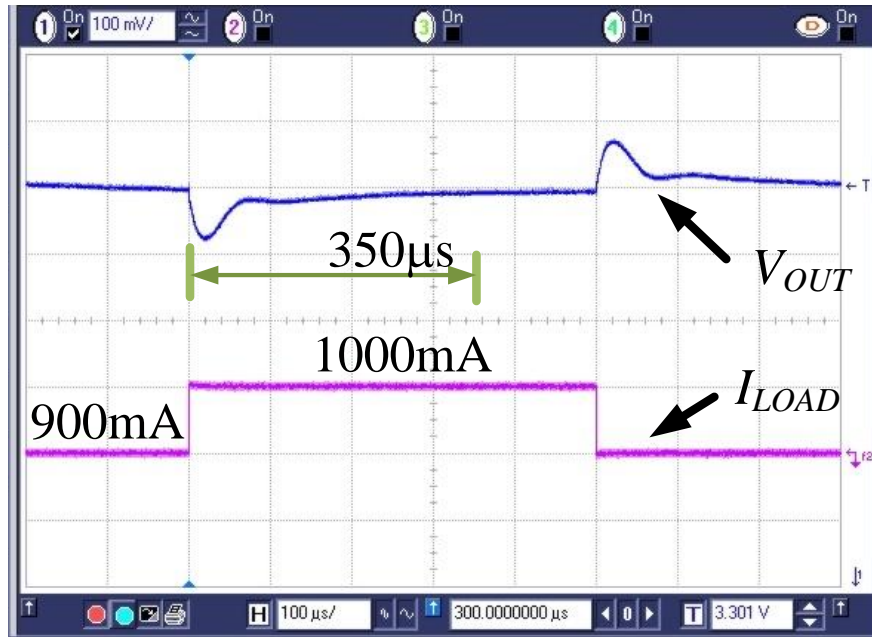 1 On 100 mV/ 2 On 3 On 4 On D On
T
350μs
V_OUT
1000mA
I_LOAD
900mA
f2
H 100 μs/ 300.0000000 μs 0 T 3.301 V